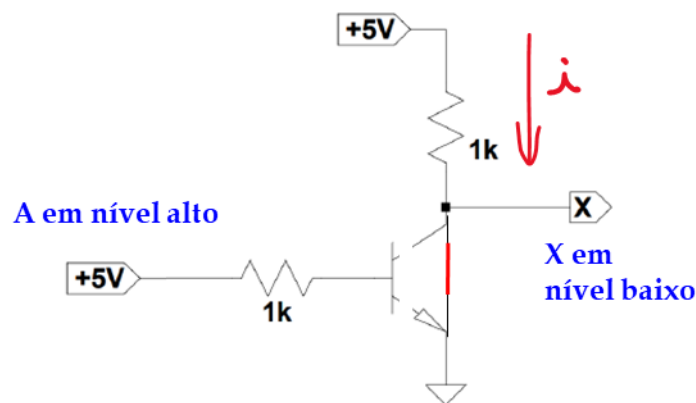 +5V
i
1k
A em nível alto
X
+5V
1k
X em
nível baixo